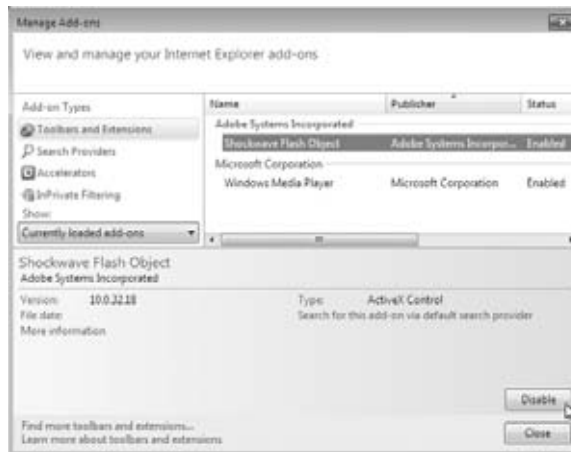 Manage Add-ons
View and manage your Internet Explorer add-ons
Add-on Types
Toolbars and Extensions
Search Providers
Accelerators
InPrivate Filtering
Show:
Currently loaded add-ons
Name Publisher Status
Adobe Systems Incorporated
Shockwave Flash Object Adobe Systems Incorpor... Enabled
Microsoft Corporation
Windows Media Player Microsoft Corporation Enabled
Shockwave Flash Object
Adobe Systems Incorporated
Version: 10.0.32.18 Type: ActiveX Control
File date: Search for this add-on via default search provider
More information
Disable
Find more toolbars and extensions...
Learn more about toolbars and extensions
Close